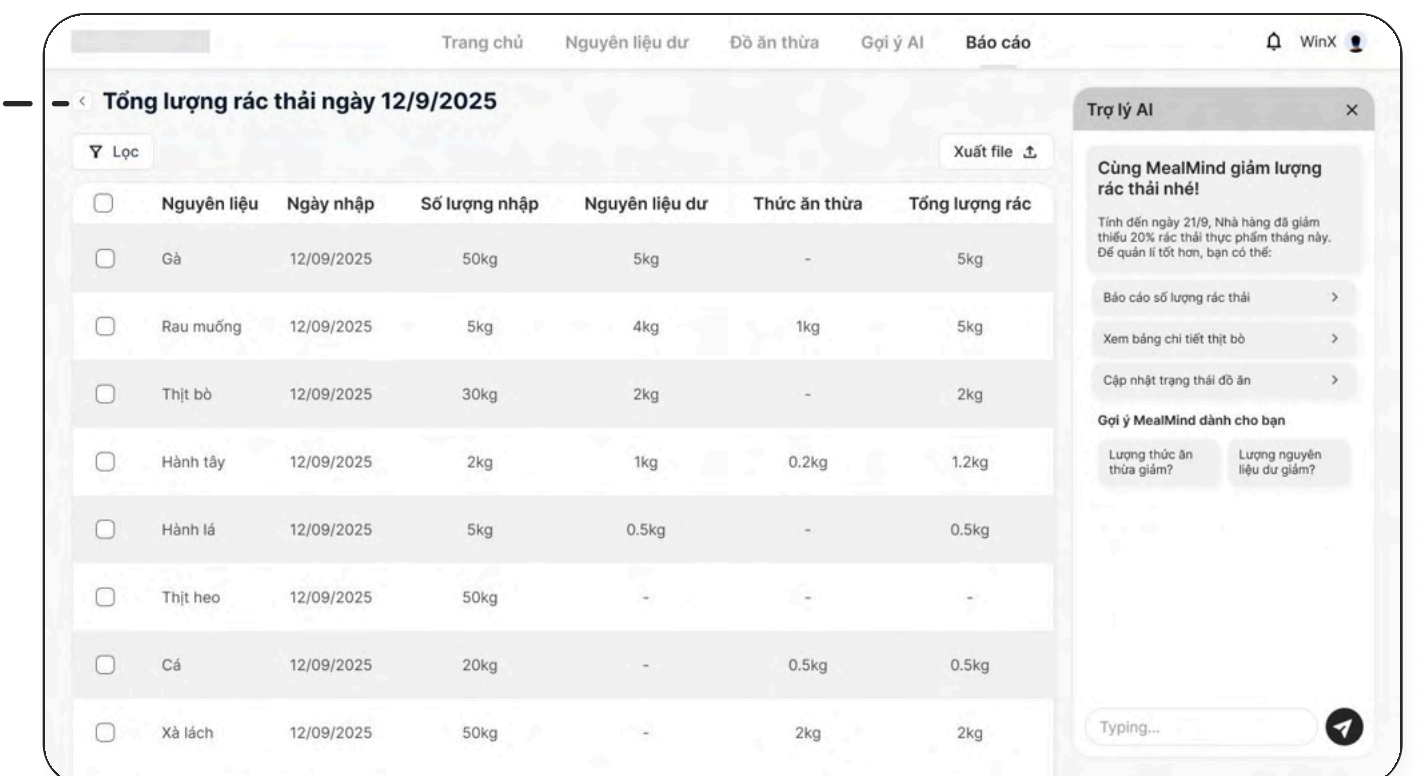 Trang chủ Nguyên liệu dư Đồ ăn thừa Gợi ý AI Báo cáo WinX
Tổng lượng rác thải ngày 12/9/2025
Lọc Xuất file
Nguyên liệu Ngày nhập Số lượng nhập Nguyên liệu dư Thức ăn thừa Tổng lượng rác
Gà 12/09/2025 50kg 5kg - 5kg
Rau muống 12/09/2025 5kg 4kg 1kg 5kg
Thịt bò 12/09/2025 30kg 2kg - 2kg
Hành tây 12/09/2025 2kg 1kg 0.2kg 1.2kg
Hành lá 12/09/2025 5kg 0.5kg - 0.5kg
Thịt heo 12/09/2025 50kg - - -
Cá 12/09/2025 20kg - 0.5kg 0.5kg
Xà lách 12/09/2025 50kg - 2kg 2kg
Trợ lý AI
Cùng MealMind giảm lượng
rác thải nhé!
Tính đến ngày 21/9, Nhà hàng đã giảm
thiểu 20% rác thải thực phẩm tháng này.
Để quản lí tốt hơn, bạn có thể:
Báo cáo số lượng rác thải
Xem bảng chi tiết thịt bò
Cập nhật trạng thái đồ ăn
Gợi ý MealMind dành cho bạn
Lượng thức ăn
thừa giảm?
Lượng nguyên
liệu dư giảm?
Typing...